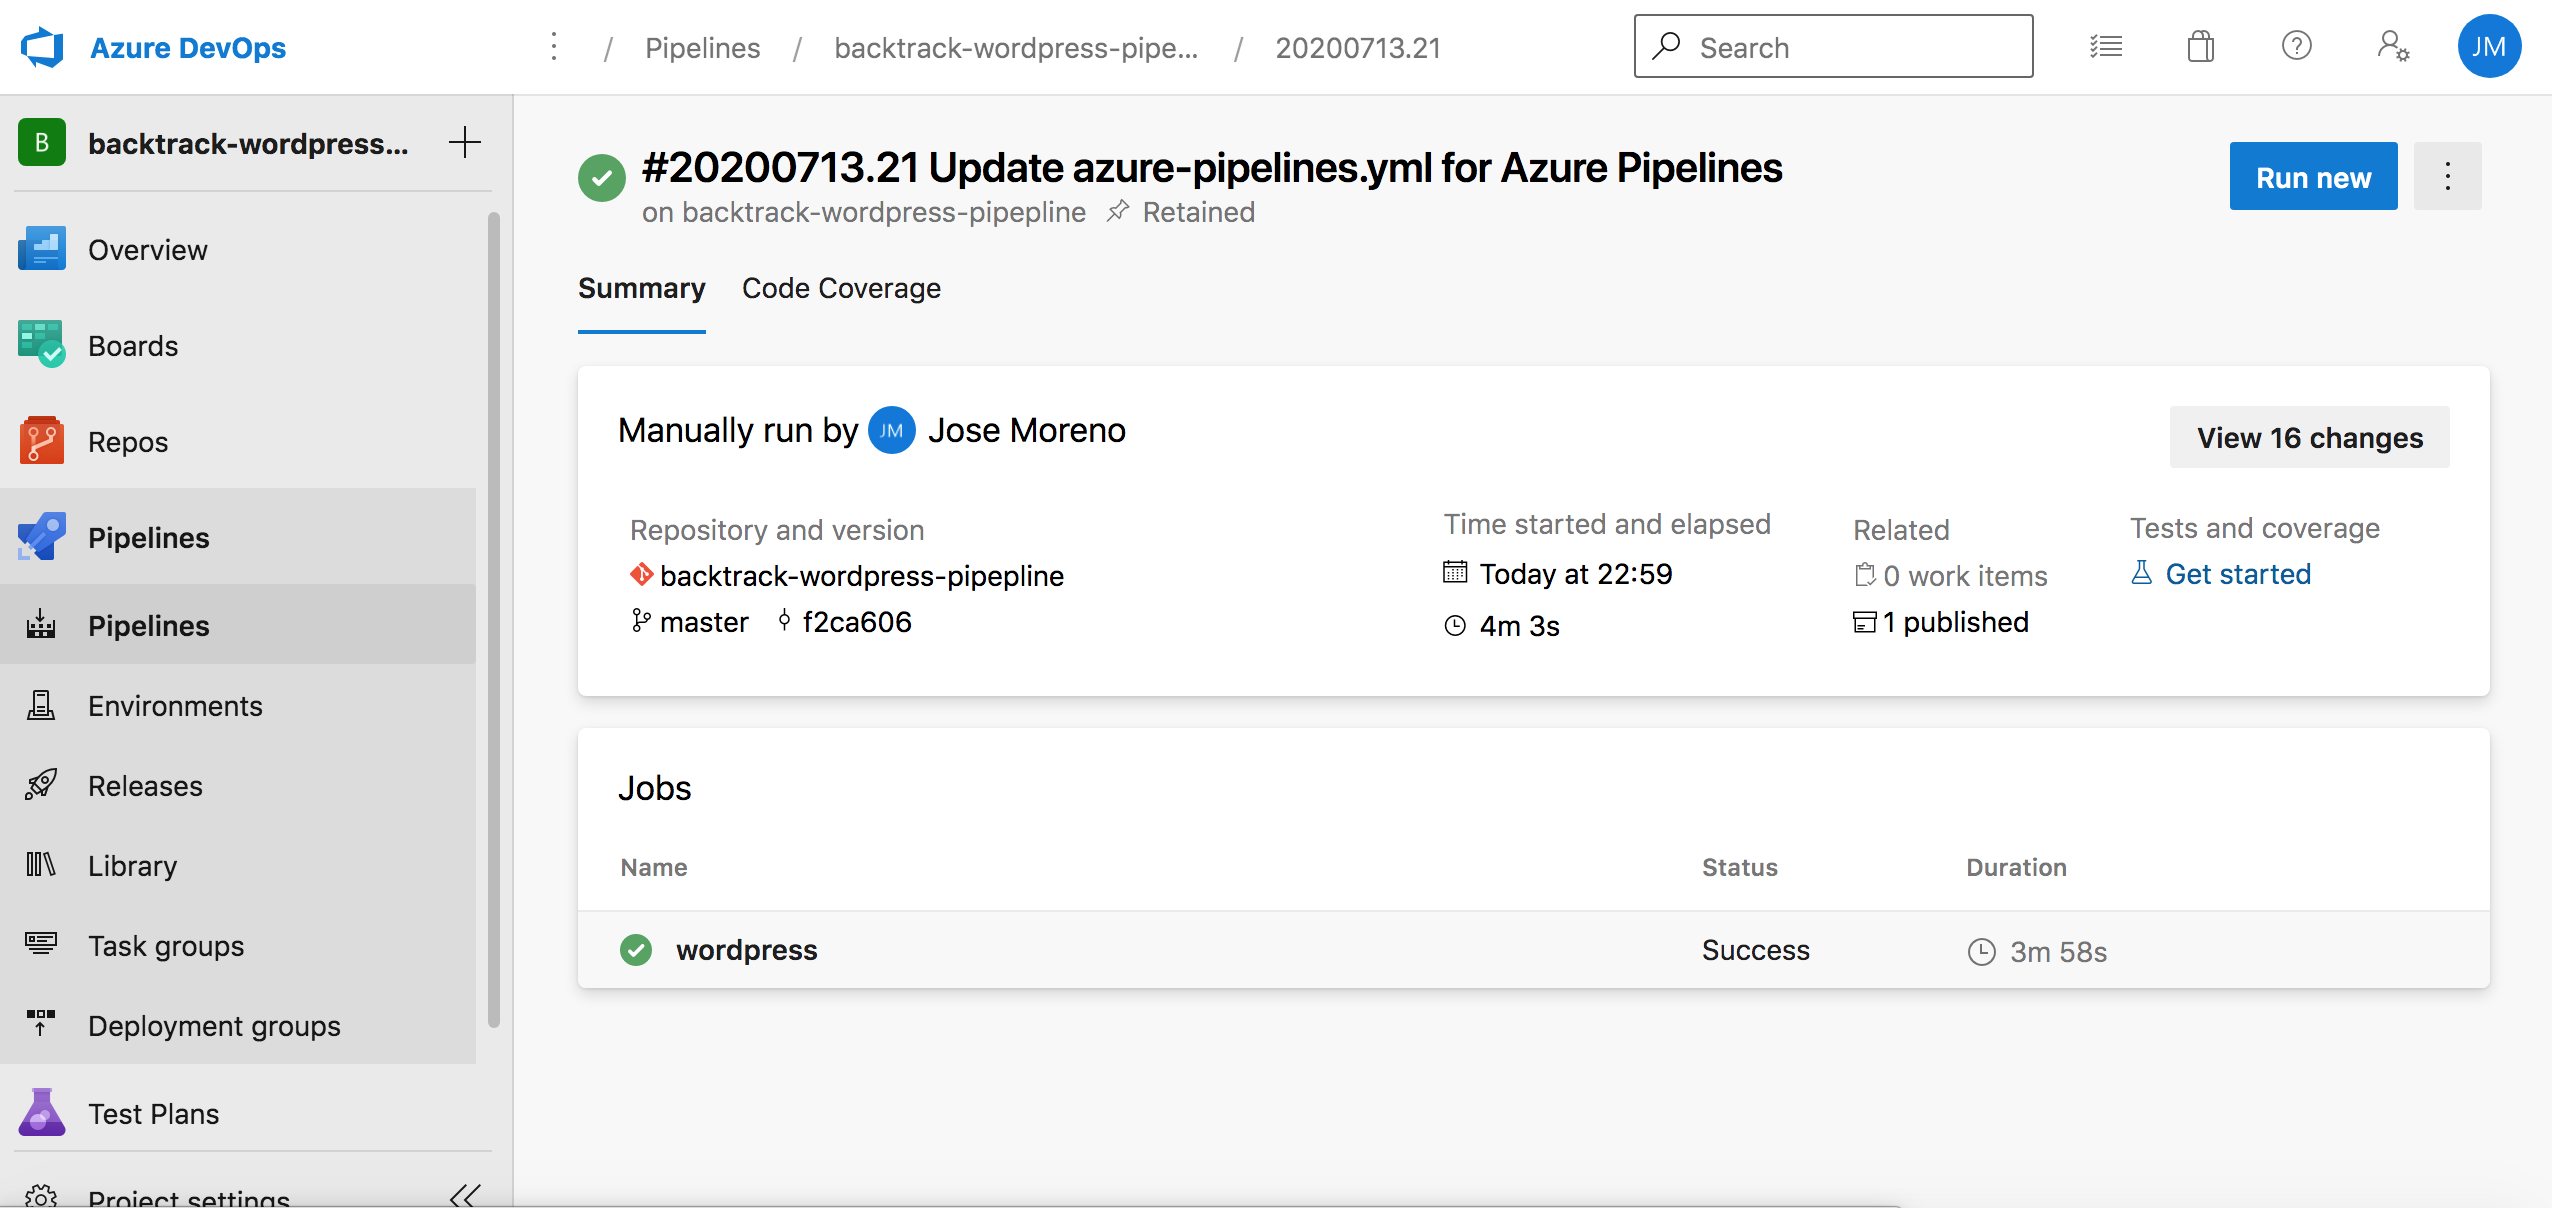 Azure DevOps
/ Pipelines / backtrack-wordpress-pipe... / 20200713.21
Search
JM
B backtrack-wordpress...
Overview
Boards
Repos
Pipelines
Pipelines
Environments
Releases
Library
Task groups
Deployment groups
Test Plans
Project settings
#20200713.21 Update azure-pipelines.yml for Azure Pipelines
on backtrack-wordpress-pipepline Retained
Run new
Summary Code Coverage
Manually run by JM Jose Moreno
View 16 changes
Repository and version
backtrack-wordpress-pipepline
master f2ca606
Time started and elapsed
Today at 22:59
4m 3s
Related
0 work items
1 published
Tests and coverage
Get started
Jobs
Name Status Duration
wordpress Success 3m 58s